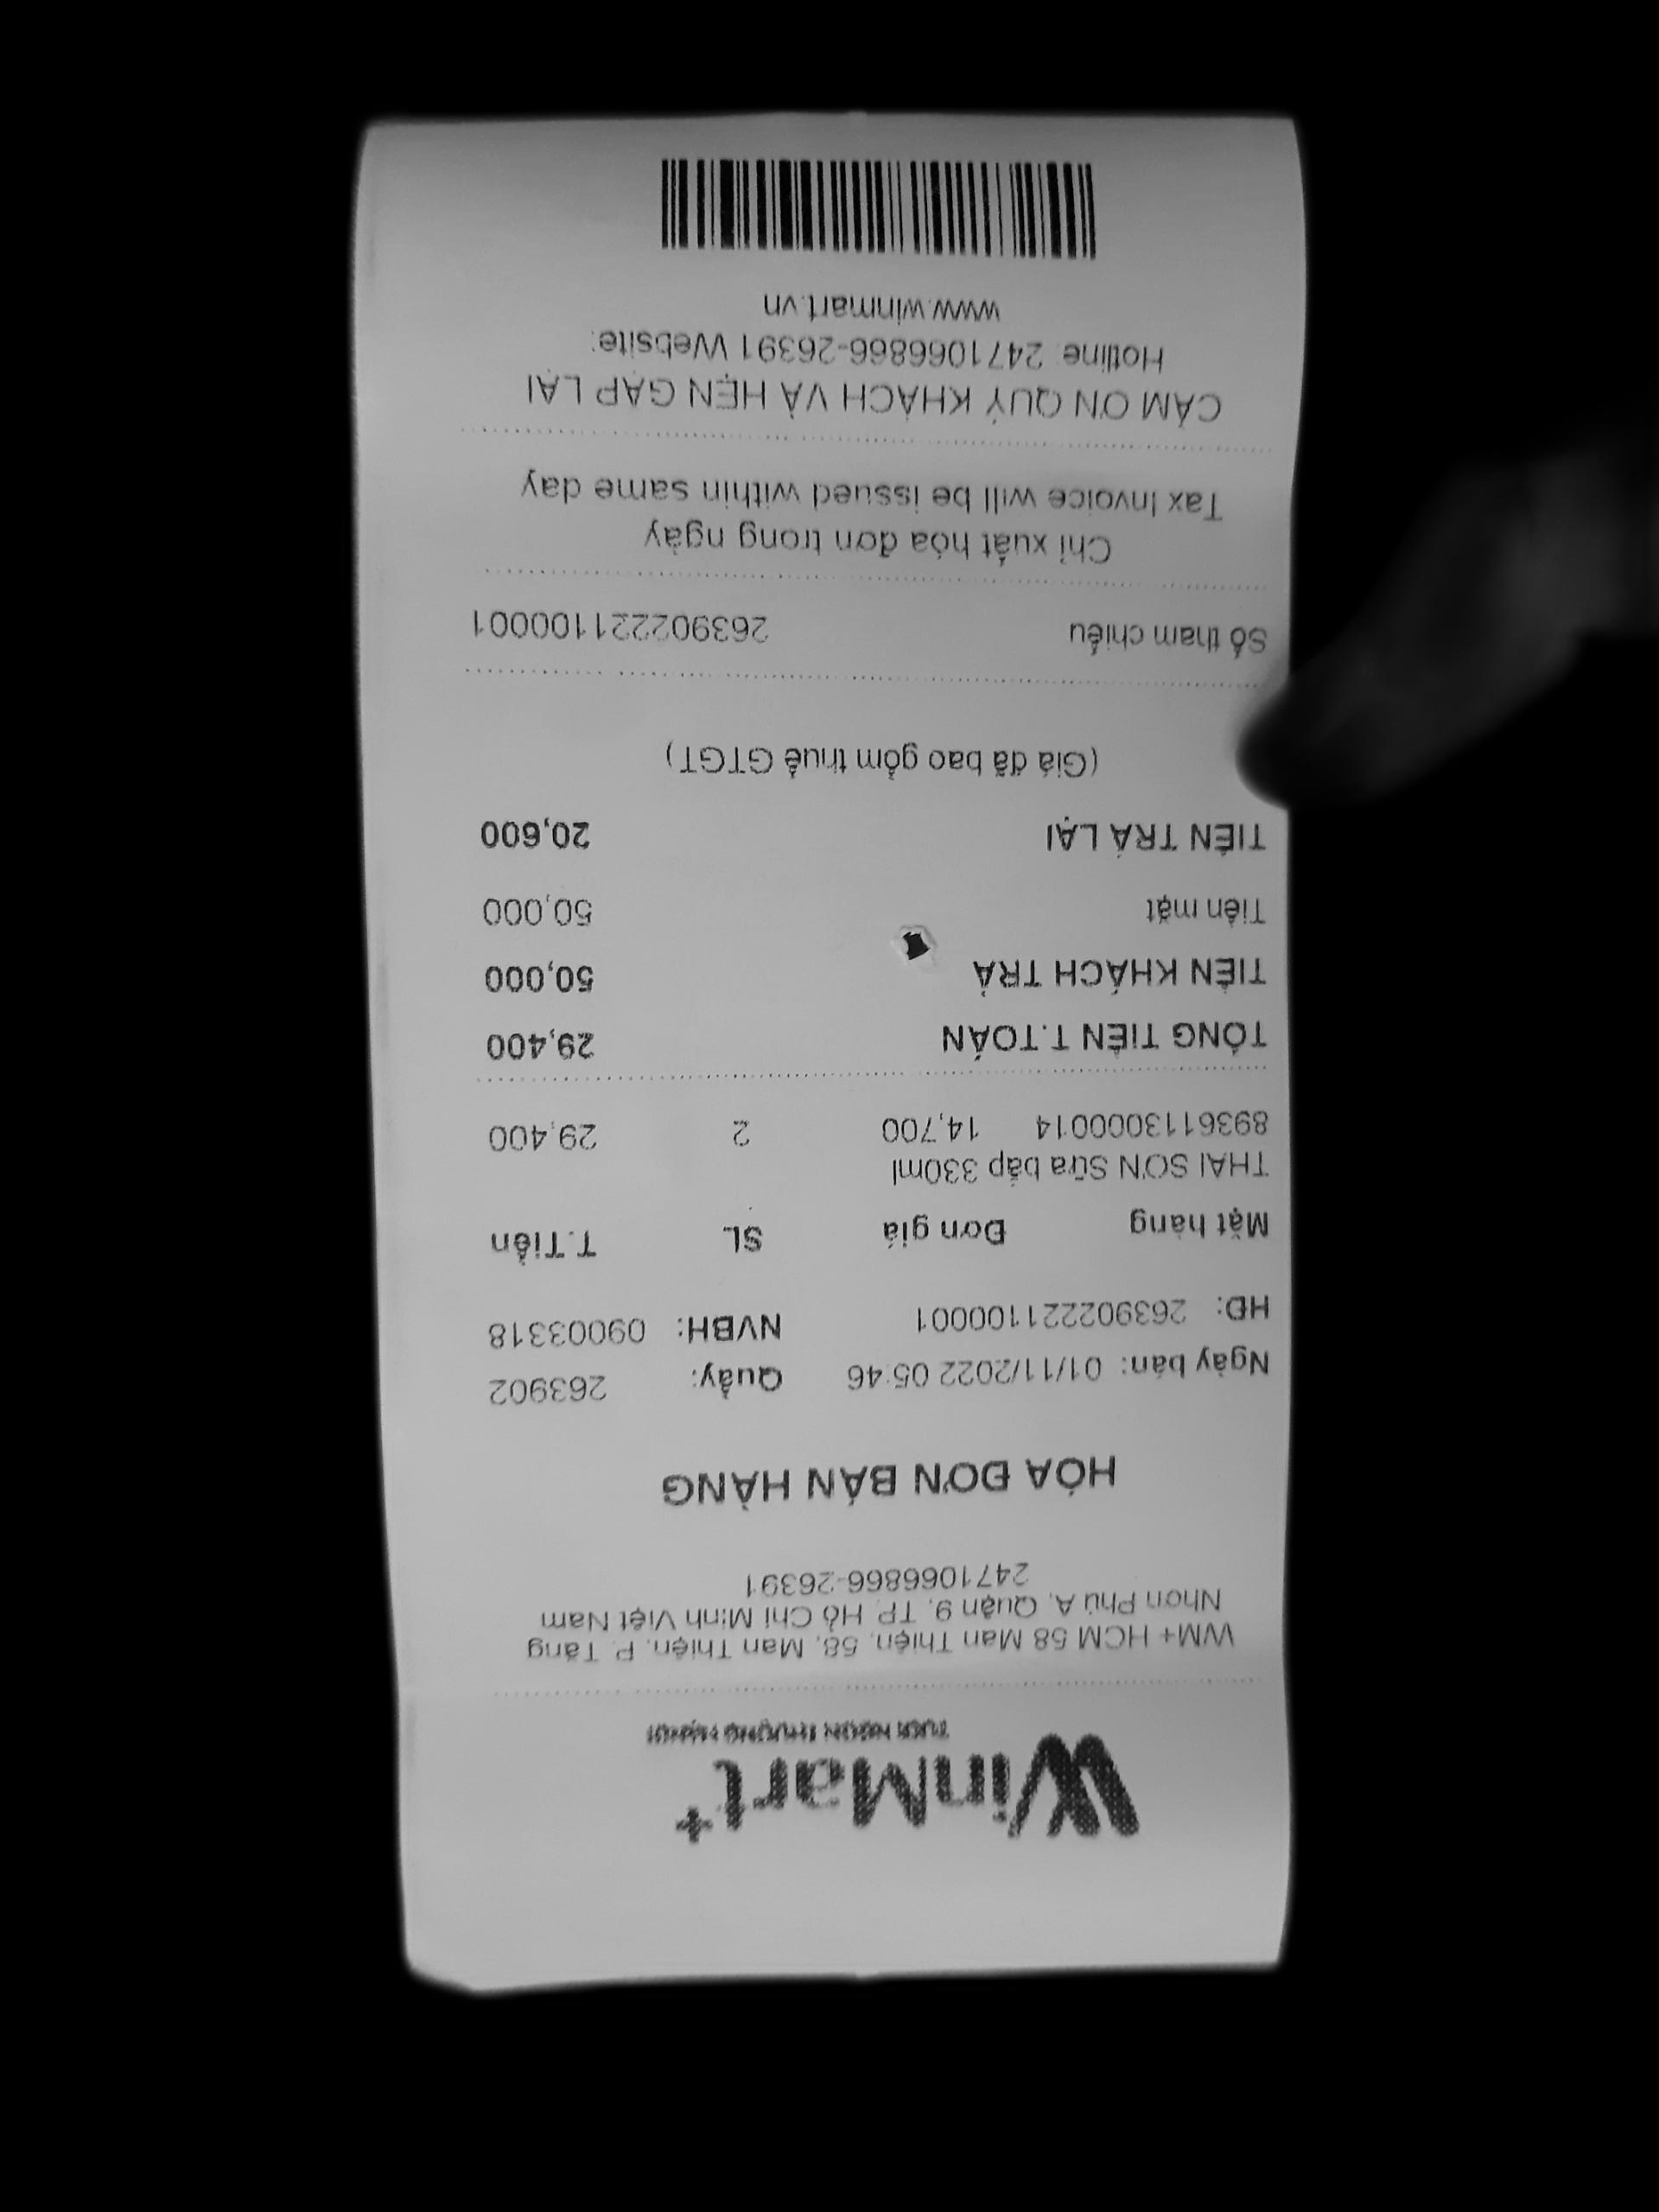 WinMart+
TƯƠI NGON THƯỢNG HẠNG
WM+ HCM 58 Man Thiện, 58, Man Thiện, P. Tăng
Nhơn Phú A, Quận 9, TP. Hồ Chí Minh Việt Nam
2471066866-26391
HÓA ĐƠN BÁN HÀNG
Ngày bán: 01/11/2022 05:46 Quầy: 263902
HĐ: 263902221100001 NVBH: 09003318
Mặt hàng Đơn giá SL T.Tiền
THAI SƠN Sữa bắp 330ml
8936113000014 14,700 2 29,400
TỔNG TIỀN T.TOÁN 29,400
TIỀN KHÁCH TRẢ 50,000
Tiền mặt 50,000
TIỀN TRẢ LẠI 20,600
(Giá đã bao gồm thuế GTGT)
Số tham chiếu 26390222110001
Chỉ xuất hóa đơn trong ngày
Tax Invoice will be issued within same day
CẢM ƠN QUÝ KHÁCH VÀ HẸN GẶP LẠI
Hotline: 2471066866-26391 Website:
www.winmart.vn